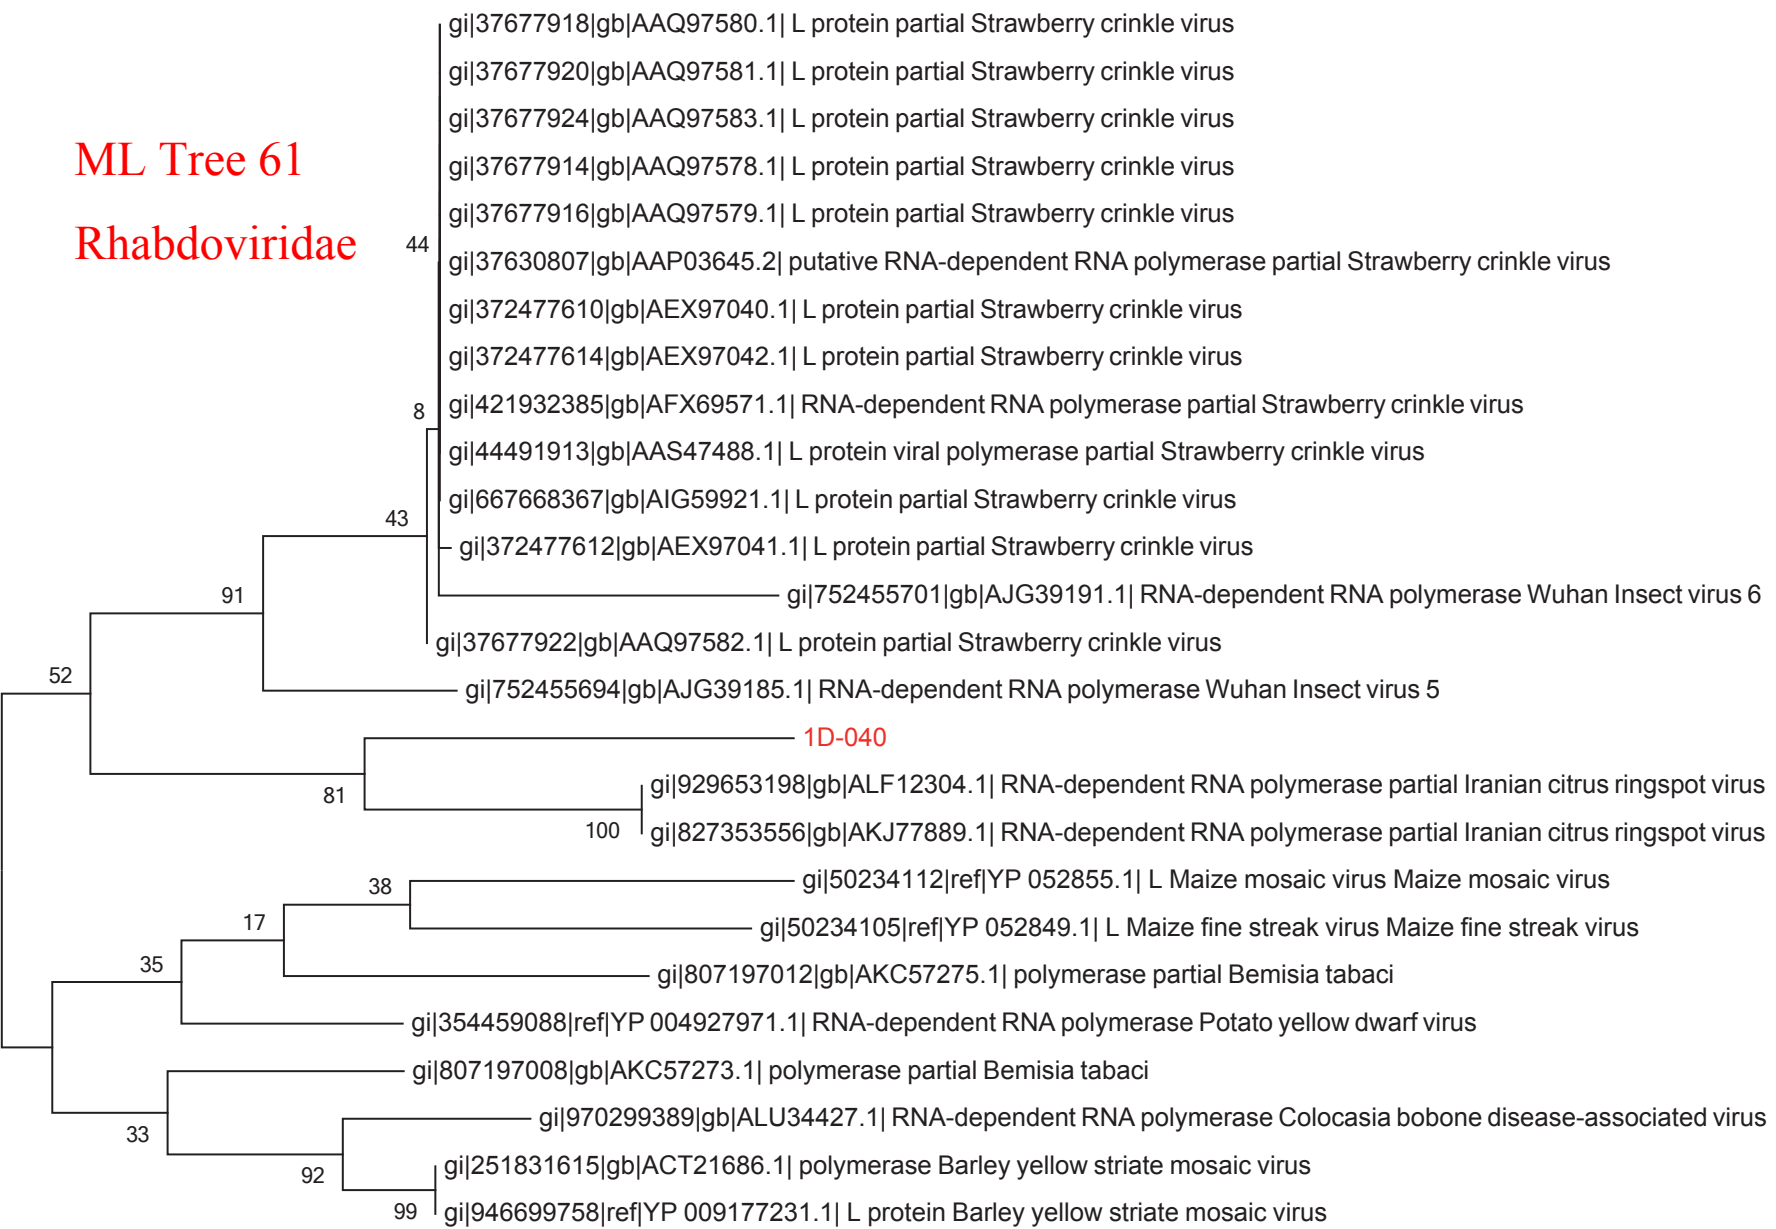 ML Tree 61
Rhabdoviridae
gi|37677918|gb|AAQ97580.1| L protein partial Strawberry crinkle virus
gi|37677920|gb|AAQ97581.1| L protein partial Strawberry crinkle virus
gi|37677924|gb|AAQ97583.1| L protein partial Strawberry crinkle virus
gi|37677914|gb|AAQ97578.1| L protein partial Strawberry crinkle virus
gi|37677916|gb|AAQ97579.1| L protein partial Strawberry crinkle virus
44
gi|37630807|gb|AAP03645.2| putative RNA-dependent RNA polymerase partial Strawberry crinkle virus
gi|372477610|gb|AEX97040.1| L protein partial Strawberry crinkle virus
gi|372477614|gb|AEX97042.1| L protein partial Strawberry crinkle virus
8
gi|421932385|gb|AFX69571.1| RNA-dependent RNA polymerase partial Strawberry crinkle virus
gi|44491913|gb|AAS47488.1| L protein viral polymerase partial Strawberry crinkle virus
gi|667668367|gb|AIG59921.1| L protein partial Strawberry crinkle virus
43
gi|372477612|gb|AEX97041.1| L protein partial Strawberry crinkle virus
91
gi|752455701|gb|AJG39191.1| RNA-dependent RNA polymerase Wuhan Insect virus 6
gi|37677922|gb|AAQ97582.1| L protein partial Strawberry crinkle virus
52
gi|752455694|gb|AJG39185.1| RNA-dependent RNA polymerase Wuhan Insect virus 5
1D-040
gi|929653198|gb|ALF12304.1| RNA-dependent RNA polymerase partial Iranian citrus ringspot virus
81
100
gi|827353556|gb|AKJ77889.1| RNA-dependent RNA polymerase partial Iranian citrus ringspot virus
38
gi|50234112|ref|YP 052855.1| L Maize mosaic virus Maize mosaic virus
17
gi|50234105|ref|YP 052849.1| L Maize fine streak virus Maize fine streak virus
35
gi|807197012|gb|AKC57275.1| polymerase partial Bemisia tabaci
gi|354459088|ref|YP 004927971.1| RNA-dependent RNA polymerase Potato yellow dwarf virus
gi|807197008|gb|AKC57273.1| polymerase partial Bemisia tabaci
gi|970299389|gb|ALU34427.1| RNA-dependent RNA polymerase Colocasia bobone disease-associated virus
33
gi|251831615|gb|ACT21686.1| polymerase Barley yellow striate mosaic virus
92
99
gi|946699758|ref|YP 009177231.1| L protein Barley yellow striate mosaic virus